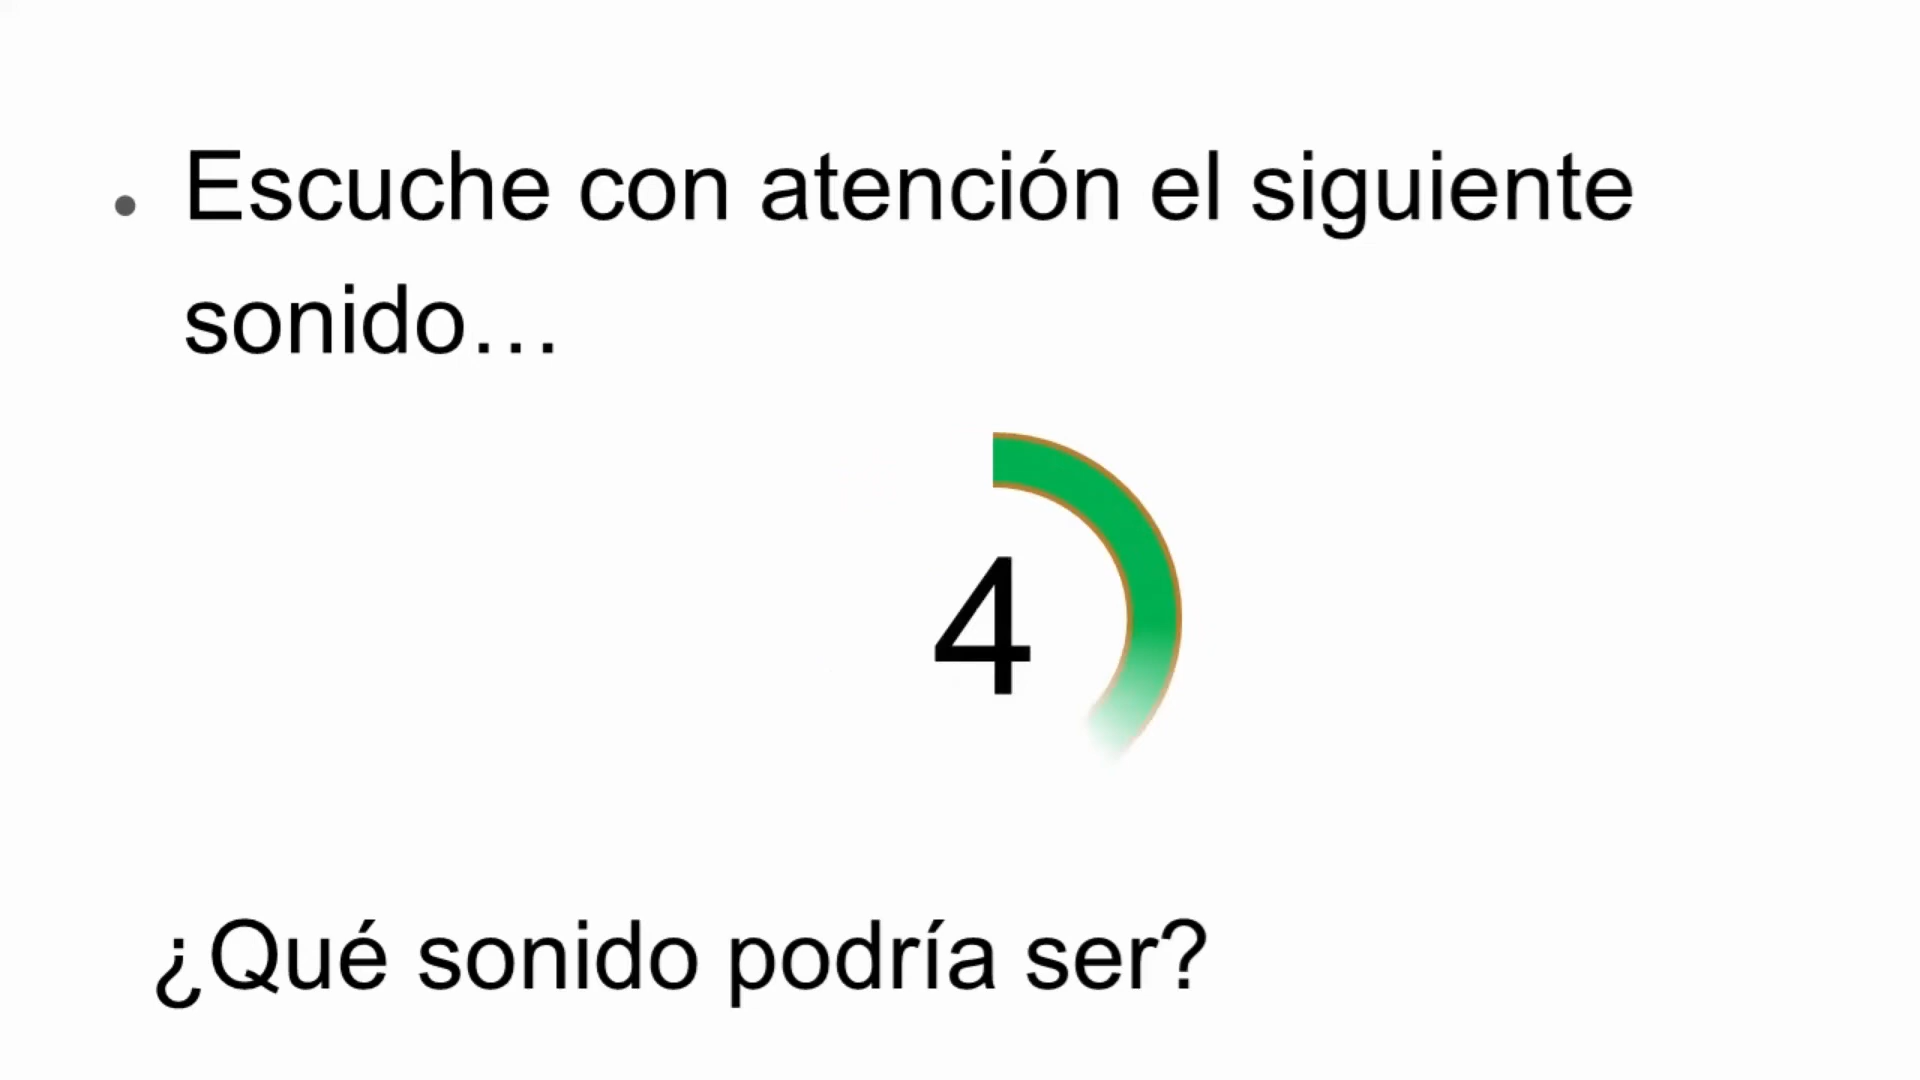 • Escuche con atención el siguiente
sonido…
4
¿Qué sonido podría ser?